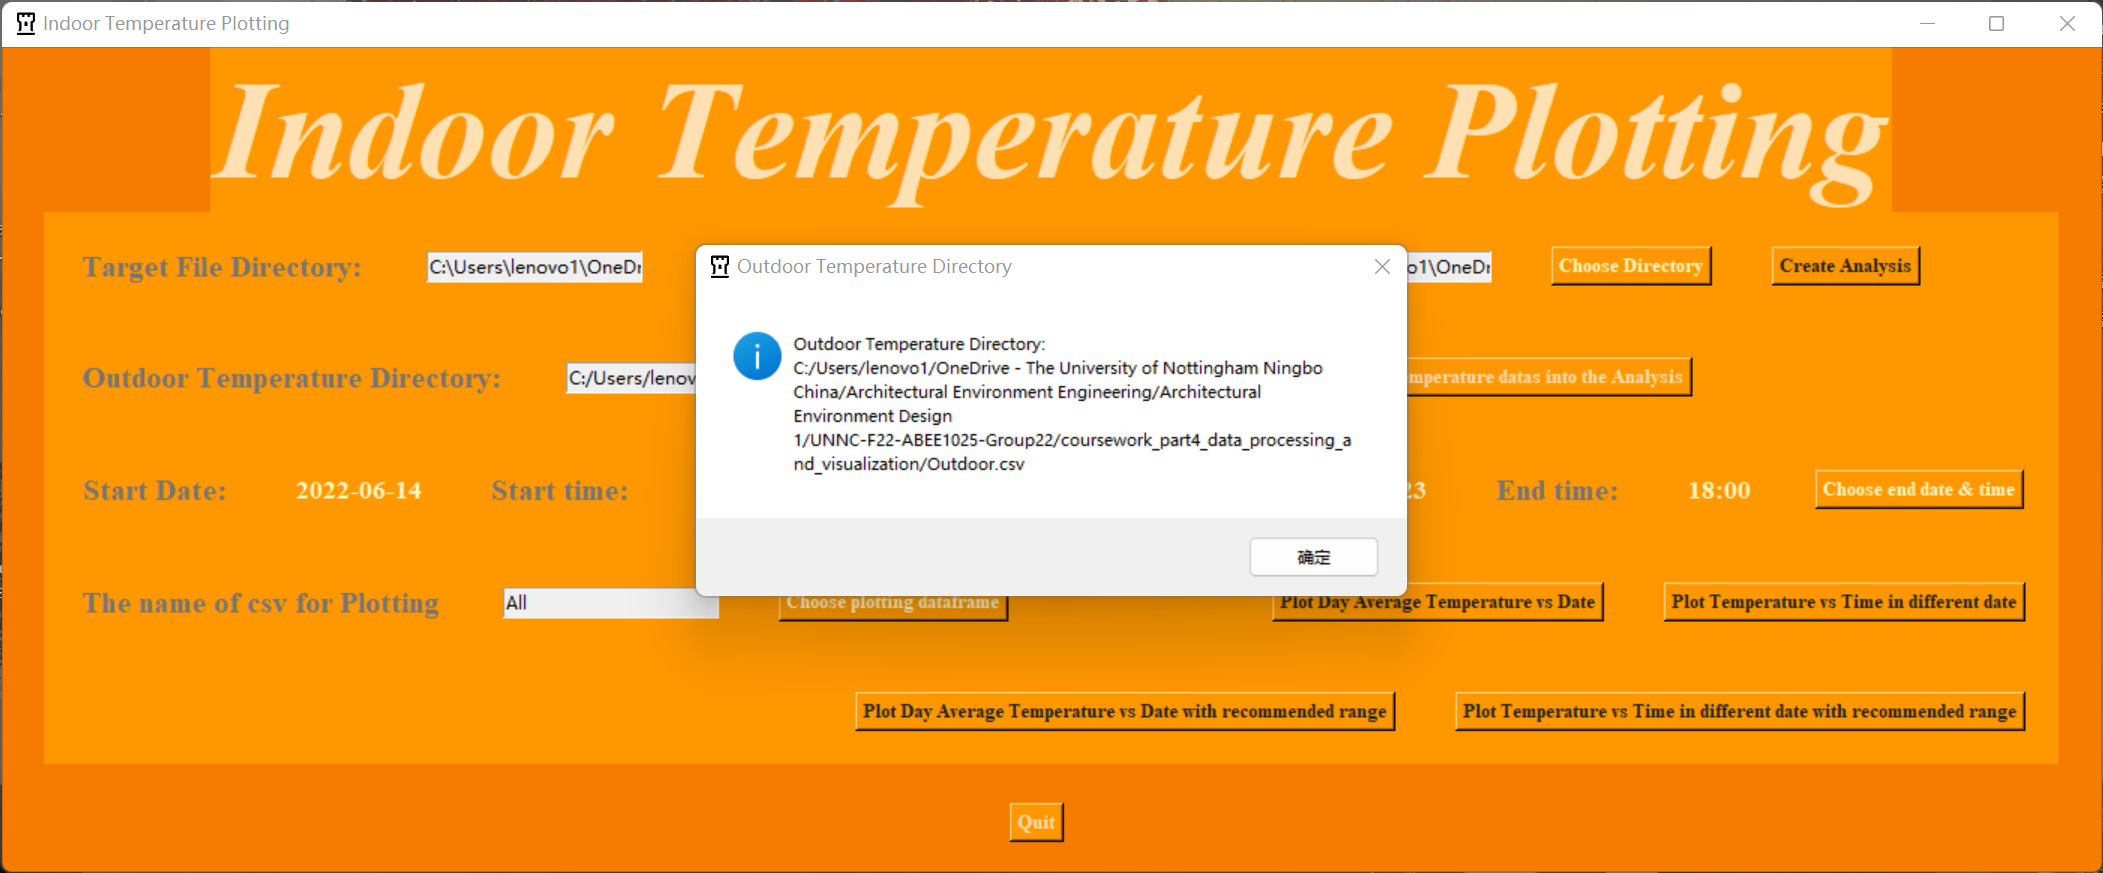 Indoor Temperature Plotting
Indoor Temperature Plotting
Target File Directory: C:\Users\lenovo1\OneDr o1\OneDr Choose Directory Create Analysis
Outdoor Temperature Directory
Outdoor Temperature Directory:
C:/Users/lenovo1/OneDrive - The University of Nottingham Ningbo
China/Architectural Environment Engineering/Architectural
Environment Design
1/UNNC-F22-ABEE1025-Group22/coursework_part4_data_processing_a
nd_visualization/Outdoor.csv
确定
Outdoor Temperature Directory: C:/Users/lenov mperature datas into the Analysis
Start Date: 2022-06-14 Start time: 23 End time: 18:00 Choose end date & time
The name of csv for Plotting All Choose plotting dataframe Plot Day Average Temperature vs Date Plot Temperature vs Time in different date
Plot Day Average Temperature vs Date with recommended range Plot Temperature vs Time in different date with recommended range
Quit